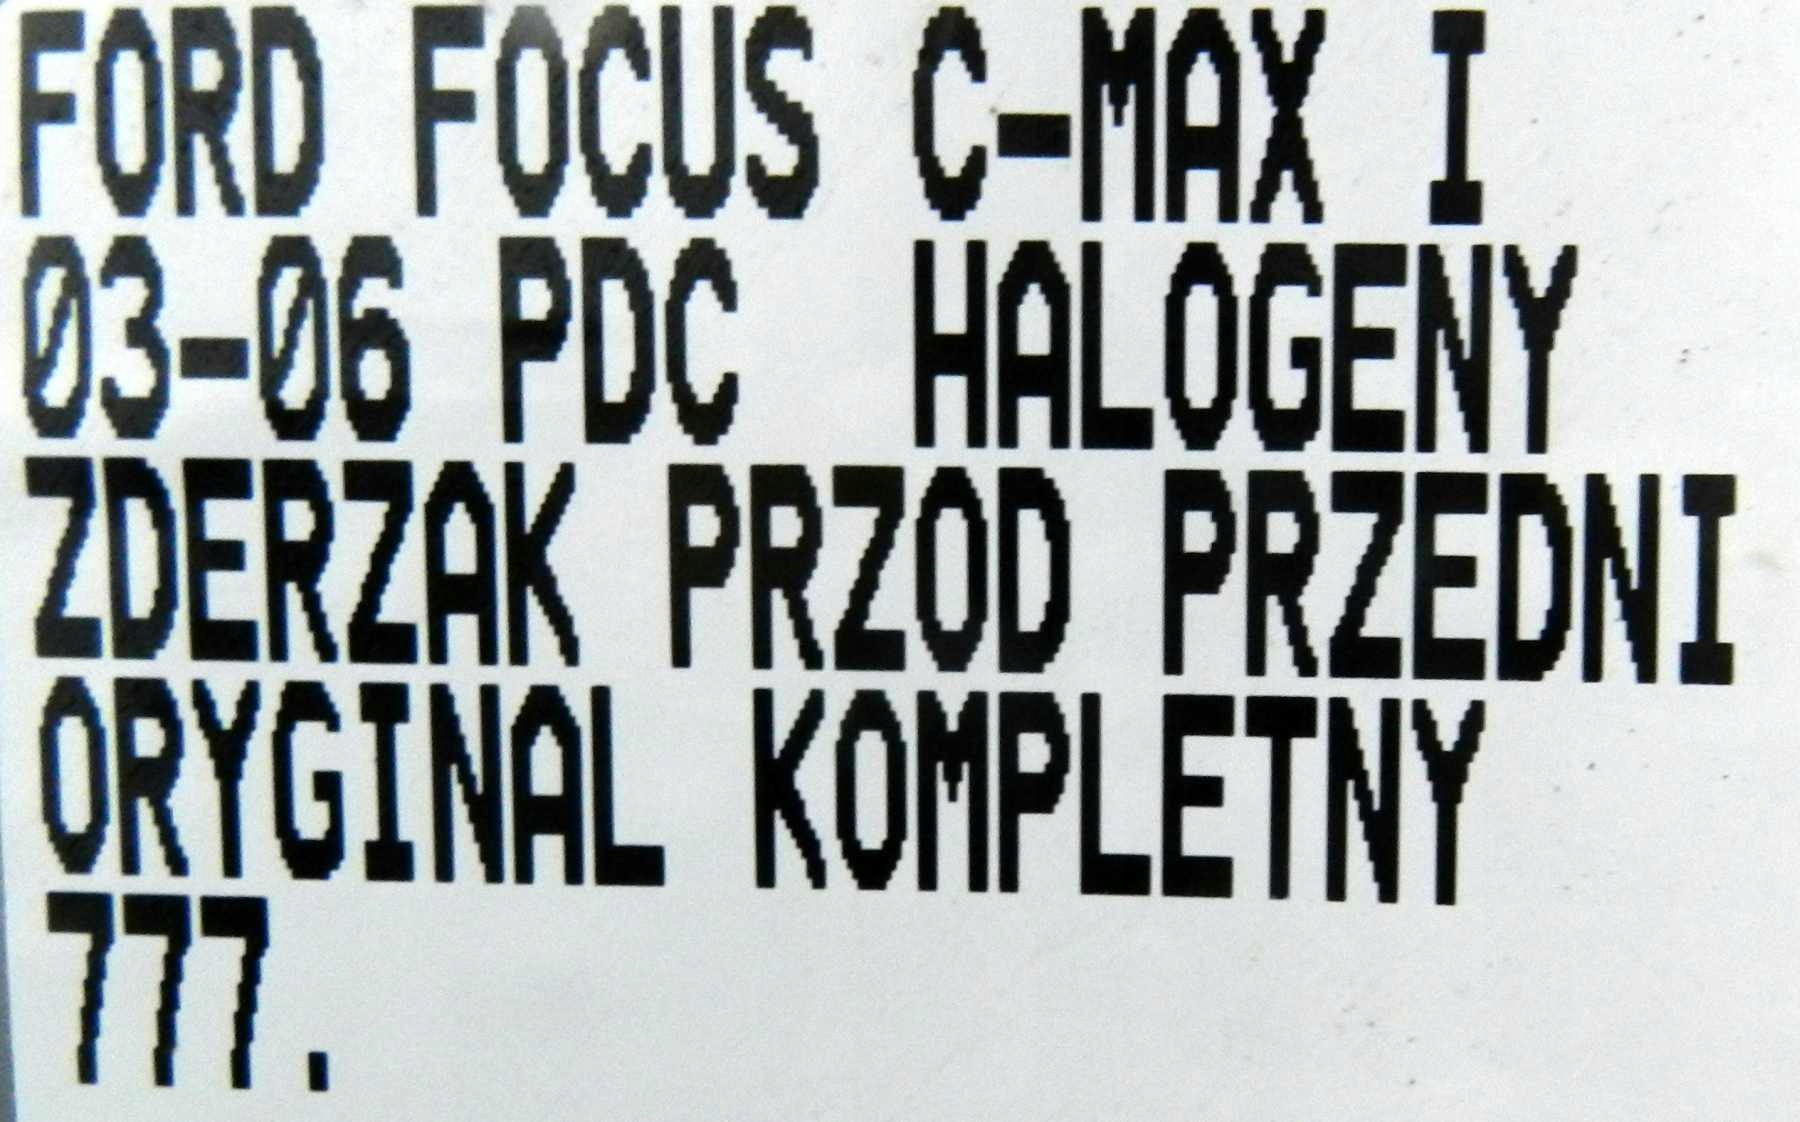 FORD FOCUS C-MAX I
03-06 PDC  HALOGENY
ZDERZAK PRZOD PRZEDNI
ORYGINAL KOMPLETNY
777.